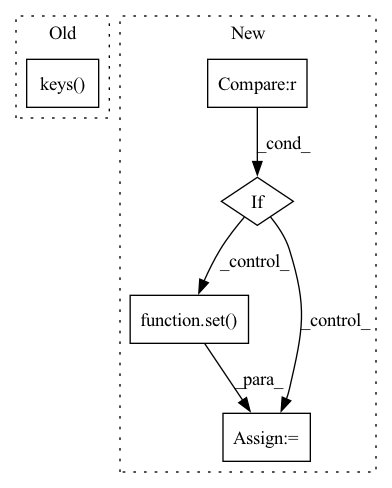 Old
New
keys()
Compare:r
_cond_
If
_control_
_control_
function.set()
_para_
Assign:=